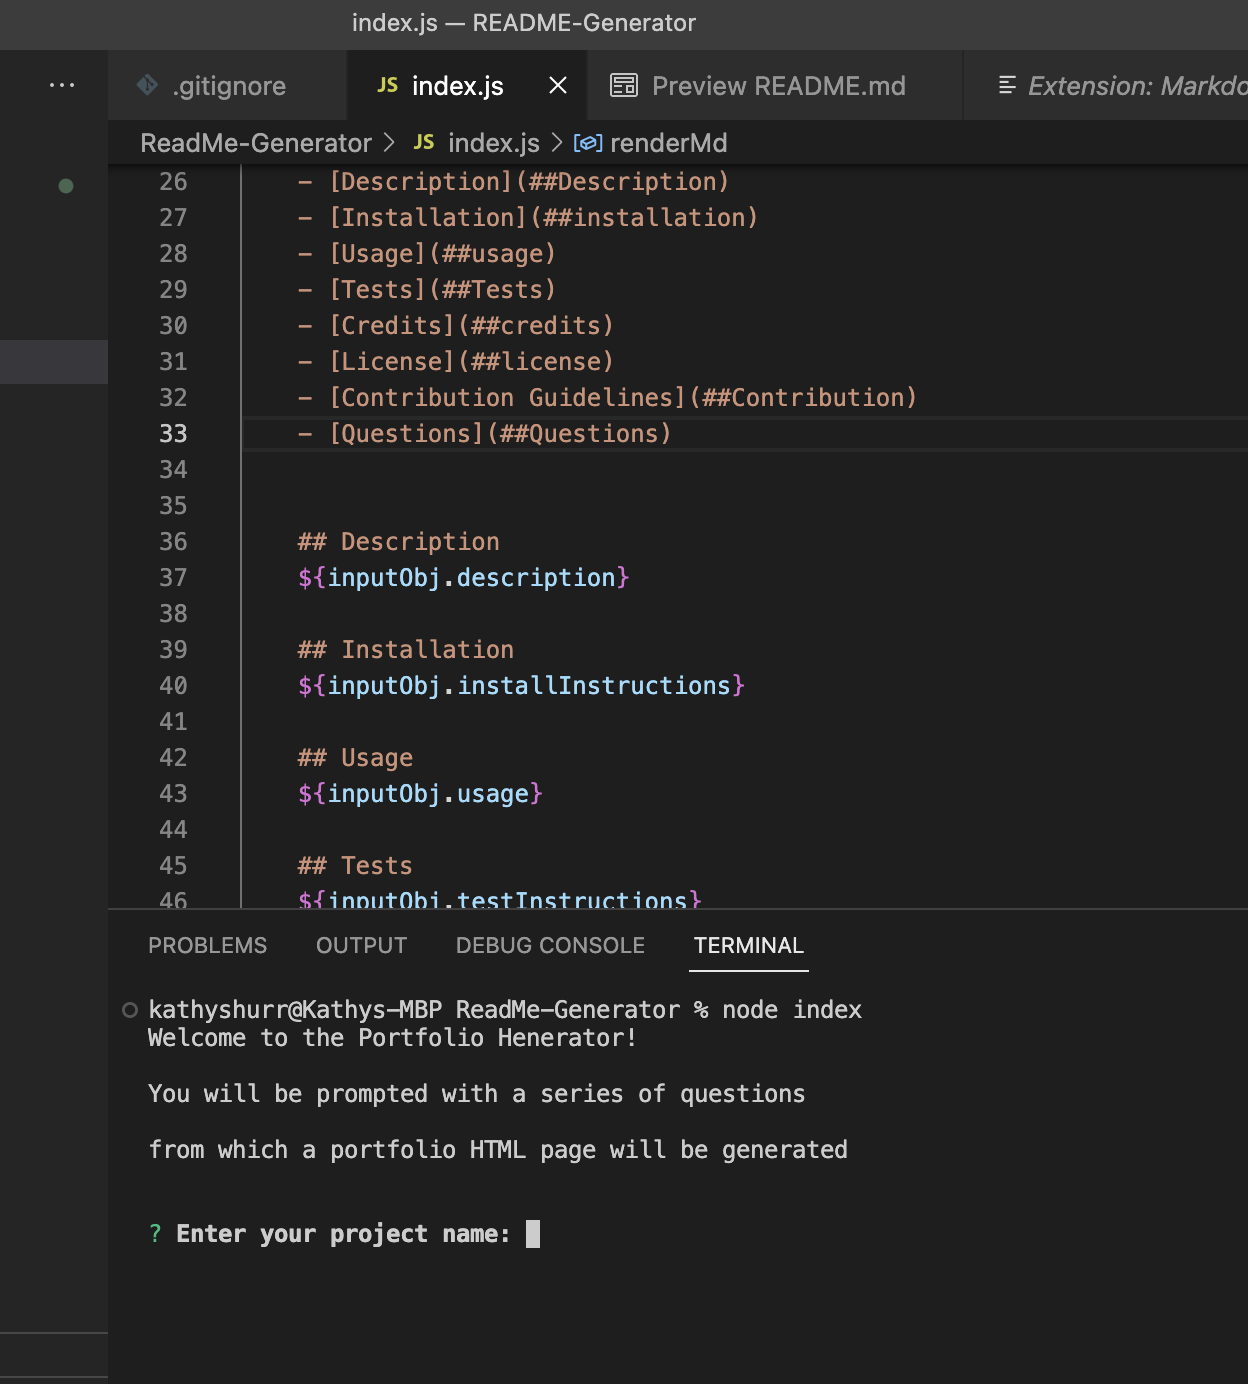 index.js — README-Generator
... .gitignore JS index.js × Preview README.md Extension: Markdo
ReadMe-Generator > JS index.js > renderMd
26 - [Description](##Description)
27 - [Installation](##installation)
28 - [Usage](##usage)
29 - [Tests](##Tests)
30 - [Credits](##credits)
31 - [License](##license)
32 - [Contribution Guidelines](##Contribution)
33 - [Questions](##Questions)
34
35
36 ## Description
37 ${inputObj.description}
38
39 ## Installation
40 ${inputObj.installInstructions}
41
42 ## Usage
43 ${inputObj.usage}
44
45 ## Tests
46 ${inputObj.testInstructions}
PROBLEMS OUTPUT DEBUG CONSOLE TERMINAL
kathyshurr@Kathys-MBP ReadMe-Generator % node index
Welcome to the Portfolio Henerator!
You will be prompted with a series of questions
from which a portfolio HTML page will be generated
? Enter your project name: